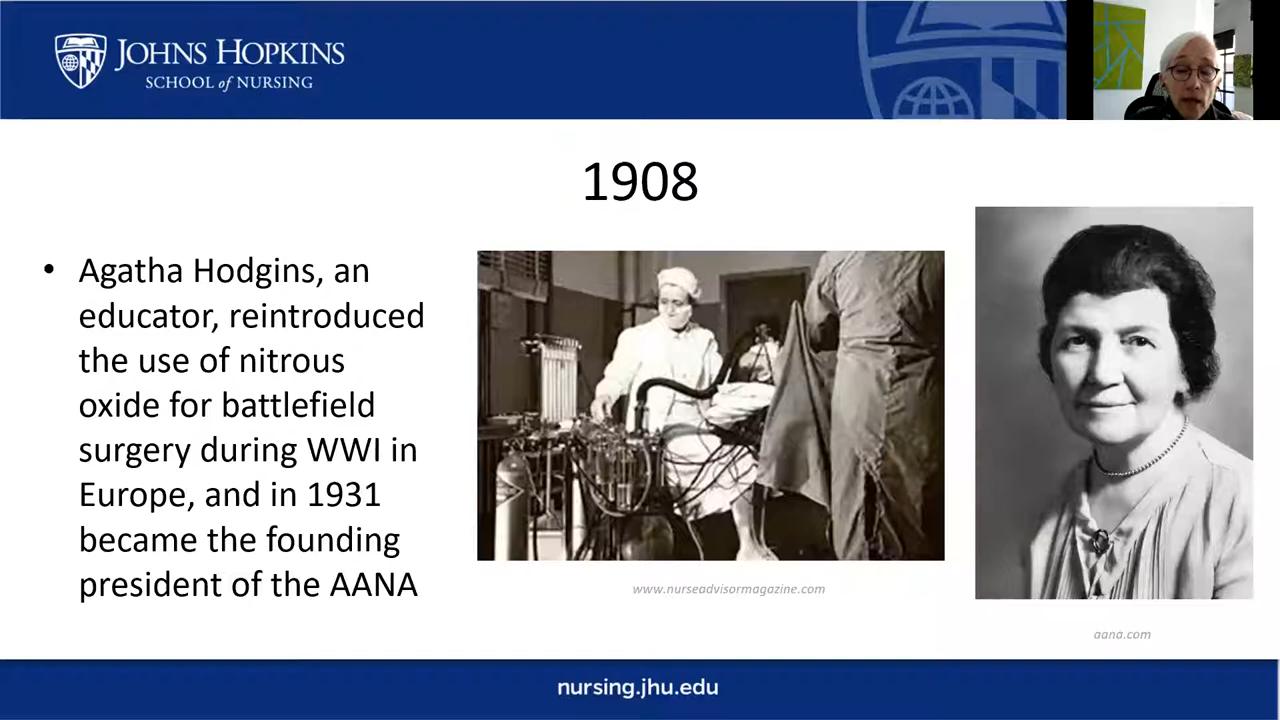 JOHNS HOPKINS
SCHOOL of NURSING
1908
• Agatha Hodgins, an
educator, reintroduced
the use of nitrous
oxide for battlefield
surgery during WWI in
Europe, and in 1931
became the founding
president of the AANA
www.nurseadvisormagazine.com
aana.com
nursing.jhu.edu